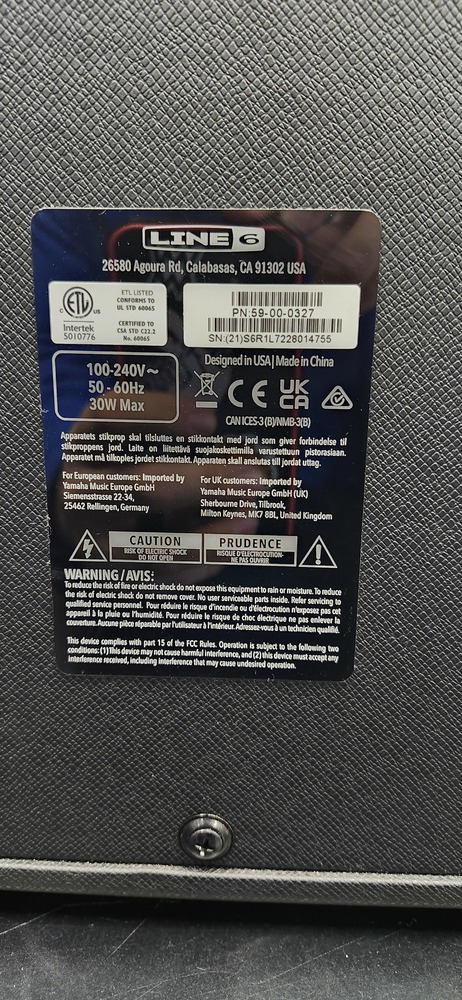 LINE 6
26580 Agoura Rd, Calabasas, CA 91302 USA
ETL LISTED
CONFORMS TO
UL STD 60065
C ETL US
Intertek
5010776
CERTIFIED TO
CSA STD C22.2
No. 60065
PN:59-00-0327
SN:(21)S6R1L7228014755
100-240V~
50 - 60Hz
30W Max
Designed in USA | Made in China
CE UK CA
CAN ICES-3 (B)/NMB-3(B)
Apparatets stikprop skal tilsluttes en stikkontakt med jord som giver forbindelse til
stikproppens jord. Laite on liitettävä suojakoskettimilla varustettuun pistorasiaan.
Apparatet må tilkoples jordet stikkontakt. Apparaten skall anslutas till jordat uttag.
For European customers: Imported by
Yamaha Music Europe GmbH
Siemensstrasse 22-34,
25462 Rellingen, Germany
For UK customers: Imported by
Yamaha Music Europe GmbH (UK)
Sherbourne Drive, Tilbrook,
Milton Keynes, MK7 8BL, United Kingdom
CAUTION
RISK OF ELECTRIC SHOCK
DO NOT OPEN
PRUDENCE
RISQUE D'ELECTROCUTION-
NE PAS OUVRIR
WARNING / AVIS:
To reduce the risk of fire or electric shock do not expose this equipment to rain or moisture. To reduce
the risk of electric shock do not remove cover. No user serviceable parts inside. Refer servicing to
qualified service personnel. Pour réduire le risque d'incendie ou d'électrocution n'exposez pas cet
appareil à la pluie ou l'humidité. Pour réduire le risque de choc électrique ne pas enlever la
couverture. Aucune pièce réparable par l'utilisateur à l'intérieur. Adressez-vous à un technicien qualifié.
This device complies with part 15 of the FCC Rules. Operation is subject to the following two
conditions: (1) This device may not cause harmful interference, and (2) this device must accept any
interference received, including interference that may cause undesired operation.